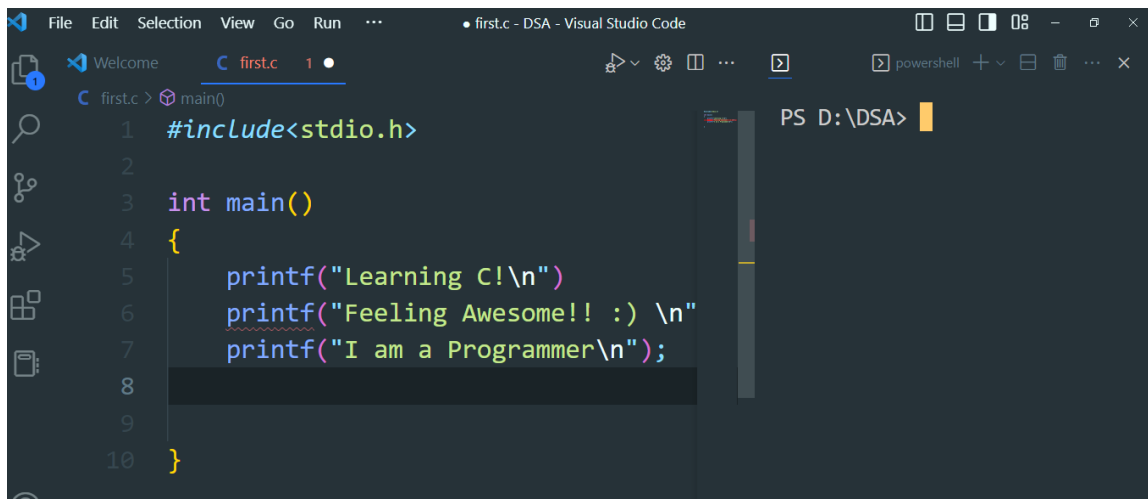 File Edit Selection View Go Run ··· ● first.c - DSA - Visual Studio Code
Welcome C first.c 1 ● powershell
C first.c > main()
1 #include<stdio.h>
2
3 int main()
4 {
5 printf("Learning C!\n")
6 printf("Feeling Awesome!! :) \n"
7 printf("I am a Programmer\n");
8
9
10 }
PS D:\DSA>
1